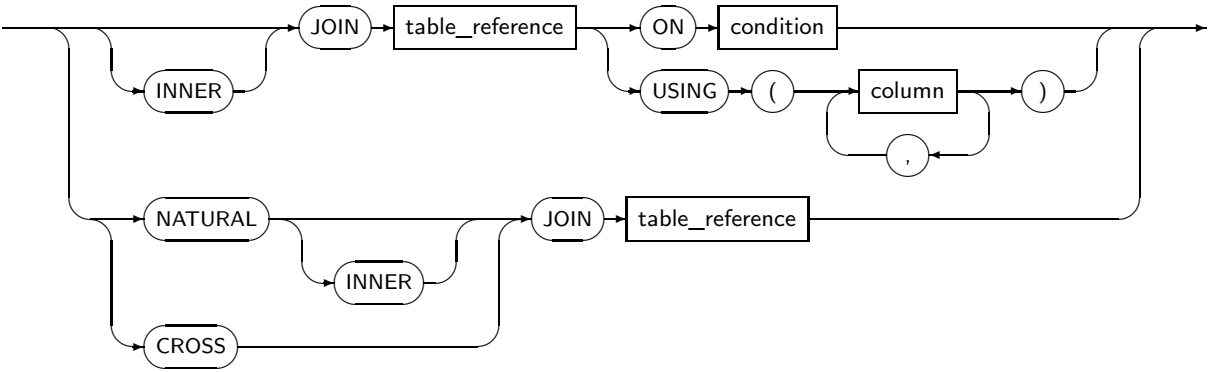 JOIN table_reference ON condition
INNER USING ( column )
,
NATURAL JOIN table_reference
INNER
CROSS